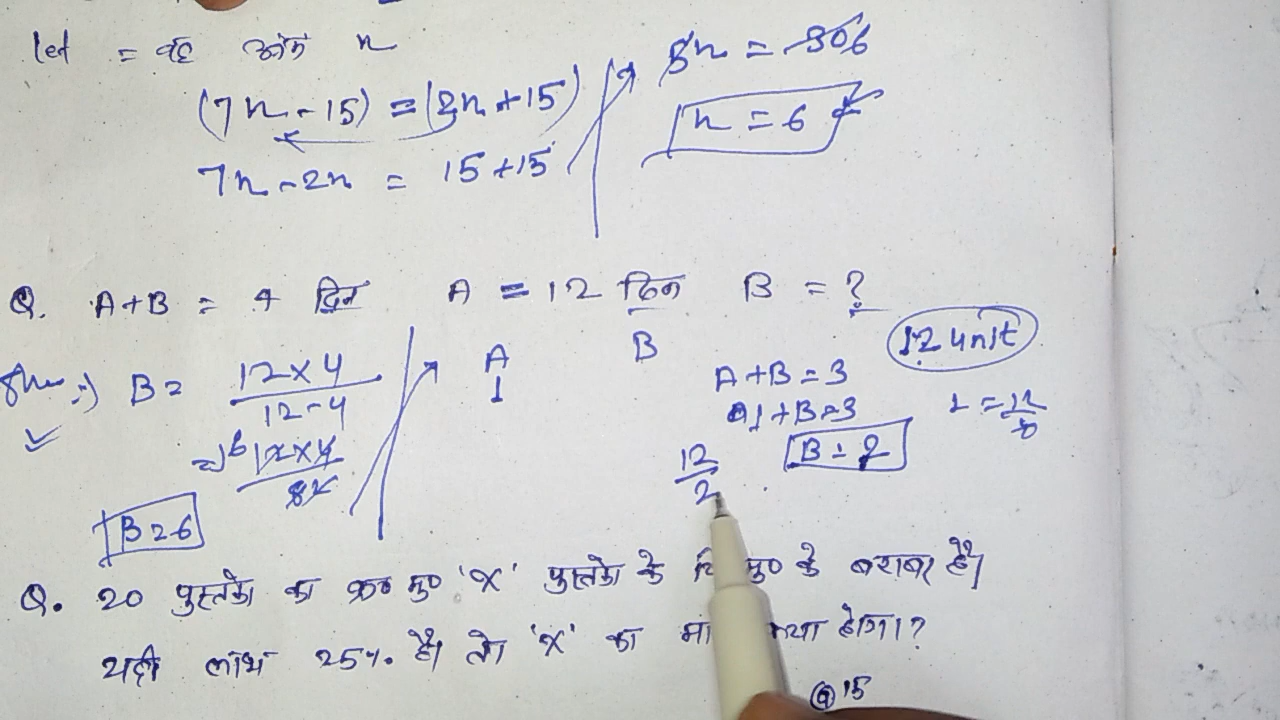 let = वह कोण n
(7n - 15) = (2n + 15)
7n - 2n = 15 + 15
5n = 306
n = 6
Q. A+B = 4 दिन A = 12 दिन B = ?
12 unit
B = 12×4
12-4
12×4
8
B = 6
A
1
B
A+B = 3
1+B=3
B = 2
12
2
Q. 20 पुस्तको का क्र० मू० 'x' पुस्तको के वि मू० के बराबर है।
यदी लाभ 25%. है। तो 'x' का मा क्या होगा?
@ 15